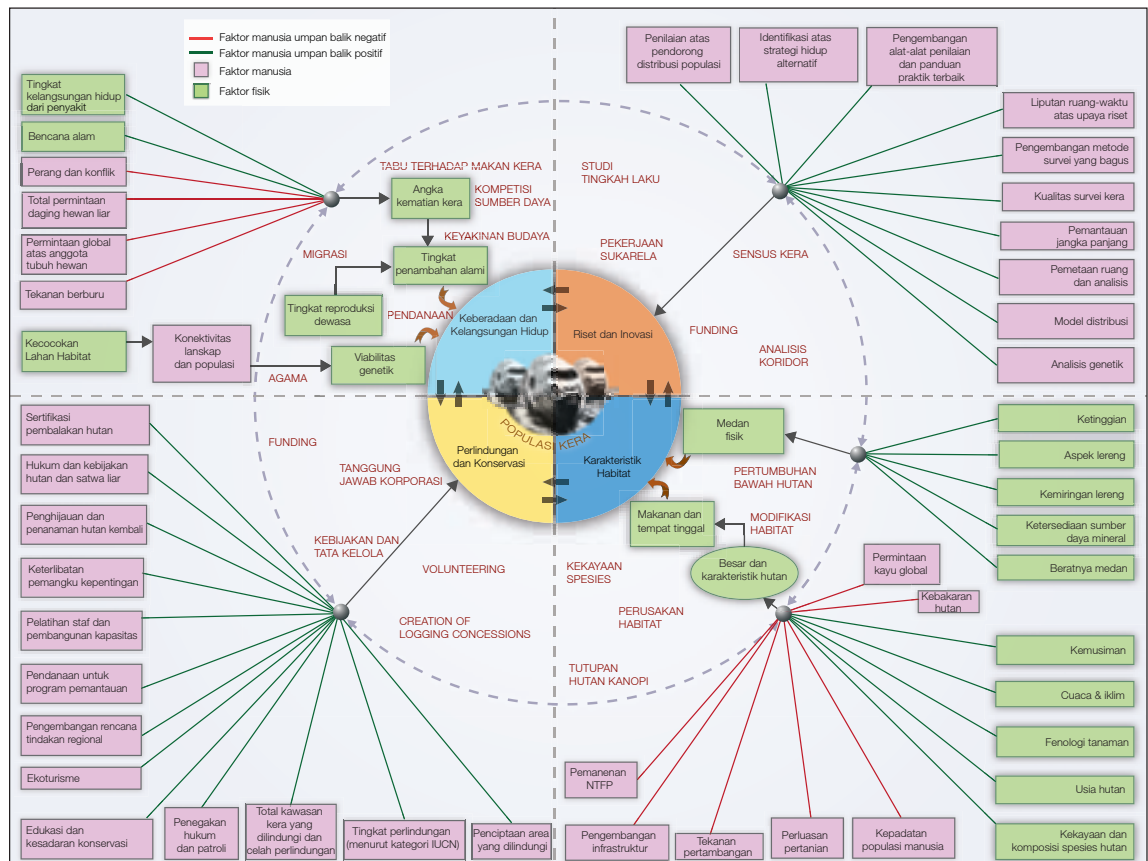 Faktor manusia umpan balik negatif
Faktor manusia umpan balik positif
Faktor manusia
Faktor fisik
Tingkat
kelangsungan hidup
dari penyakit
Bencana alam
Perang dan konflik
Total permintaan
daging hewan liar
Permintaan global
atas anggota
tubuh hewan
Tekanan berburu
Kecocokan
Lahan Habitat
Konektivitas
lanskap
dan populasi
TABU TERHADAP MAKAN KERA
Angka
kematian kera
KOMPETISI
SUMBER DAYA
KEYAKINAN BUDAYA
MIGRASI
Tingkat
penambahan alami
Tingkat reproduksi
dewasa
PENDANAAN
Viabilitas
genetik
AGAMA
Keberadaan dan
Kelangsungan Hidup
Penilaian atas
pendorong
distribusi populasi
Identifikasi atas
strategi hidup
alternatif
Pengembangan
alat-alat penilaian
dan panduan
praktik terbaik
Liputan ruang-waktu
atas upaya riset
Pengembangan metode
survei yang bagus
Kualitas survei kera
Pemantauan
jangka panjang
Pemetaan ruang
dan analisis
Model distribusi
Analisis genetik
STUDI
TINGKAH LAKU
PEKERJAAN
SUKARELA
SENSUS KERA
FUNDING
ANALISIS
KORIDOR
Riset dan Inovasi
POPULASI KERA
Perlindungan
dan Konservasi
Karakteristik
Habitat
Sertifikasi
pembalakan hutan
Hukum dan kebijakan
hutan dan satwa liar
Penghijauan dan
penanaman hutan kembali
Keterlibatan
pemangku kepentingan
Pelatihan staf dan
pembangunan kapasitas
Pendanaan untuk
program pemantauan
Pengembangan rencana
tindakan regional
Ekoturisme
Edukasi dan
kesadaran konservasi
Penegakan
hukum
dan patroli
Total kawasan
kera yang
dilindungi dan
celah perlindungan
Tingkat perlindungan
(menurut kategori IUCN)
Penciptaan area
yang dilindungi
FUNDING
TANGGUNG
JAWAB KORPORASI
KEBIJAKAN DAN
TATA KELOLA
VOLUNTEERING
CREATION OF
LOGGING CONCESSIONS
Medan
fisik
PERTUMBUHAN
BAWAH HUTAN
Makanan dan
tempat tinggal
MODIFIKASI
HABITAT
Besar dan
karakteristik hutan
KEKAYAAN
SPESIES
PERUSAKAN
HABITAT
TUTUPAN
HUTAN KANOPI
Ketinggian
Aspek lereng
Kemiringan lereng
Ketersediaan sumber
daya mineral
Beratnya medan
Permintaan
kayu global
Kebakaran
hutan
Kemusiman
Cuaca & iklim
Fenologi tanaman
Usia hutan
Kekayaan dan
komposisi spesies hutan
Pemanenan
NTFP
Pengembangan
infrastruktur
Tekanan
pertambangan
Perluasan
pertanian
Kepadatan
populasi manusia